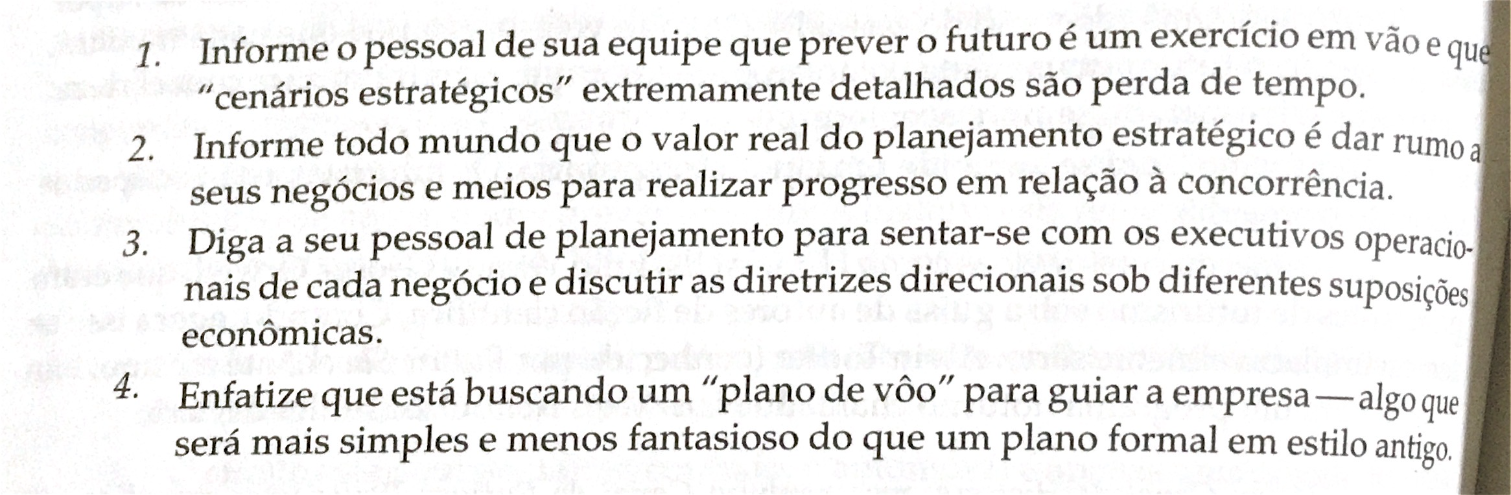 1. Informe o pessoal de sua equipe que prever o futuro é um exercício em vão e que
“cenários estratégicos” extremamente detalhados são perda de tempo.
2. Informe todo mundo que o valor real do planejamento estratégico é dar rumo a
seus negócios e meios para realizar progresso em relação à concorrência.
3. Diga a seu pessoal de planejamento para sentar-se com os executivos operacio-
nais de cada negócio e discutir as diretrizes direcionais sob diferentes suposições
econômicas.
4. Enfatize que está buscando um “plano de vôo” para guiar a empresa — algo que
será mais simples e menos fantasioso do que um plano formal em estilo antigo.